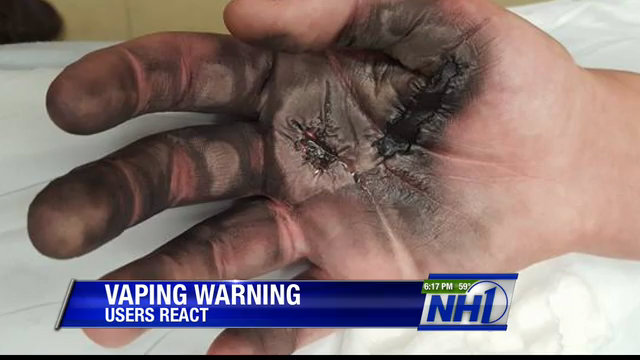 VAPING WARNING
USERS REACT
6:17 PM 59°
NH1